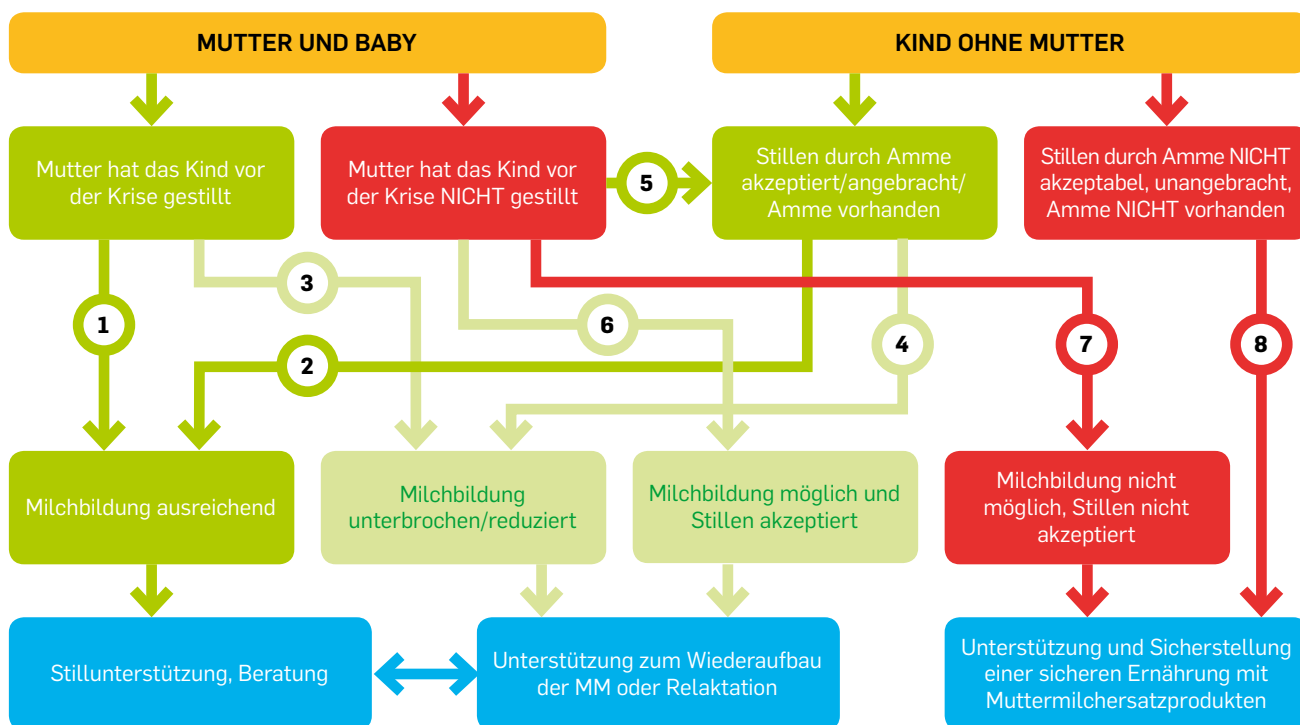 MUTTER UND BABY
KIND OHNE MUTTER
Mutter hat das Kind vor
der Krise gestillt
Mutter hat das Kind vor
der Krise NICHT gestillt
5
Stillen durch Amme
akzeptiert/angebracht/
Amme vorhanden
Stillen durch Amme NICHT
akzeptabel, unangebracht,
Amme NICHT vorhanden
3
1
6
2
4
7
8
Milchbildung ausreichend
Milchbildung
unterbrochen/reduziert
Milchbildung möglich und
Stillen akzeptiert
Milchbildung nicht
möglich, Stillen nicht
akzeptiert
Stillunterstützung, Beratung
Unterstützung zum Wiederaufbau
der MM oder Relaktation
Unterstützung und Sicherstellung
einer sicheren Ernährung mit
Muttermilchersatzprodukten